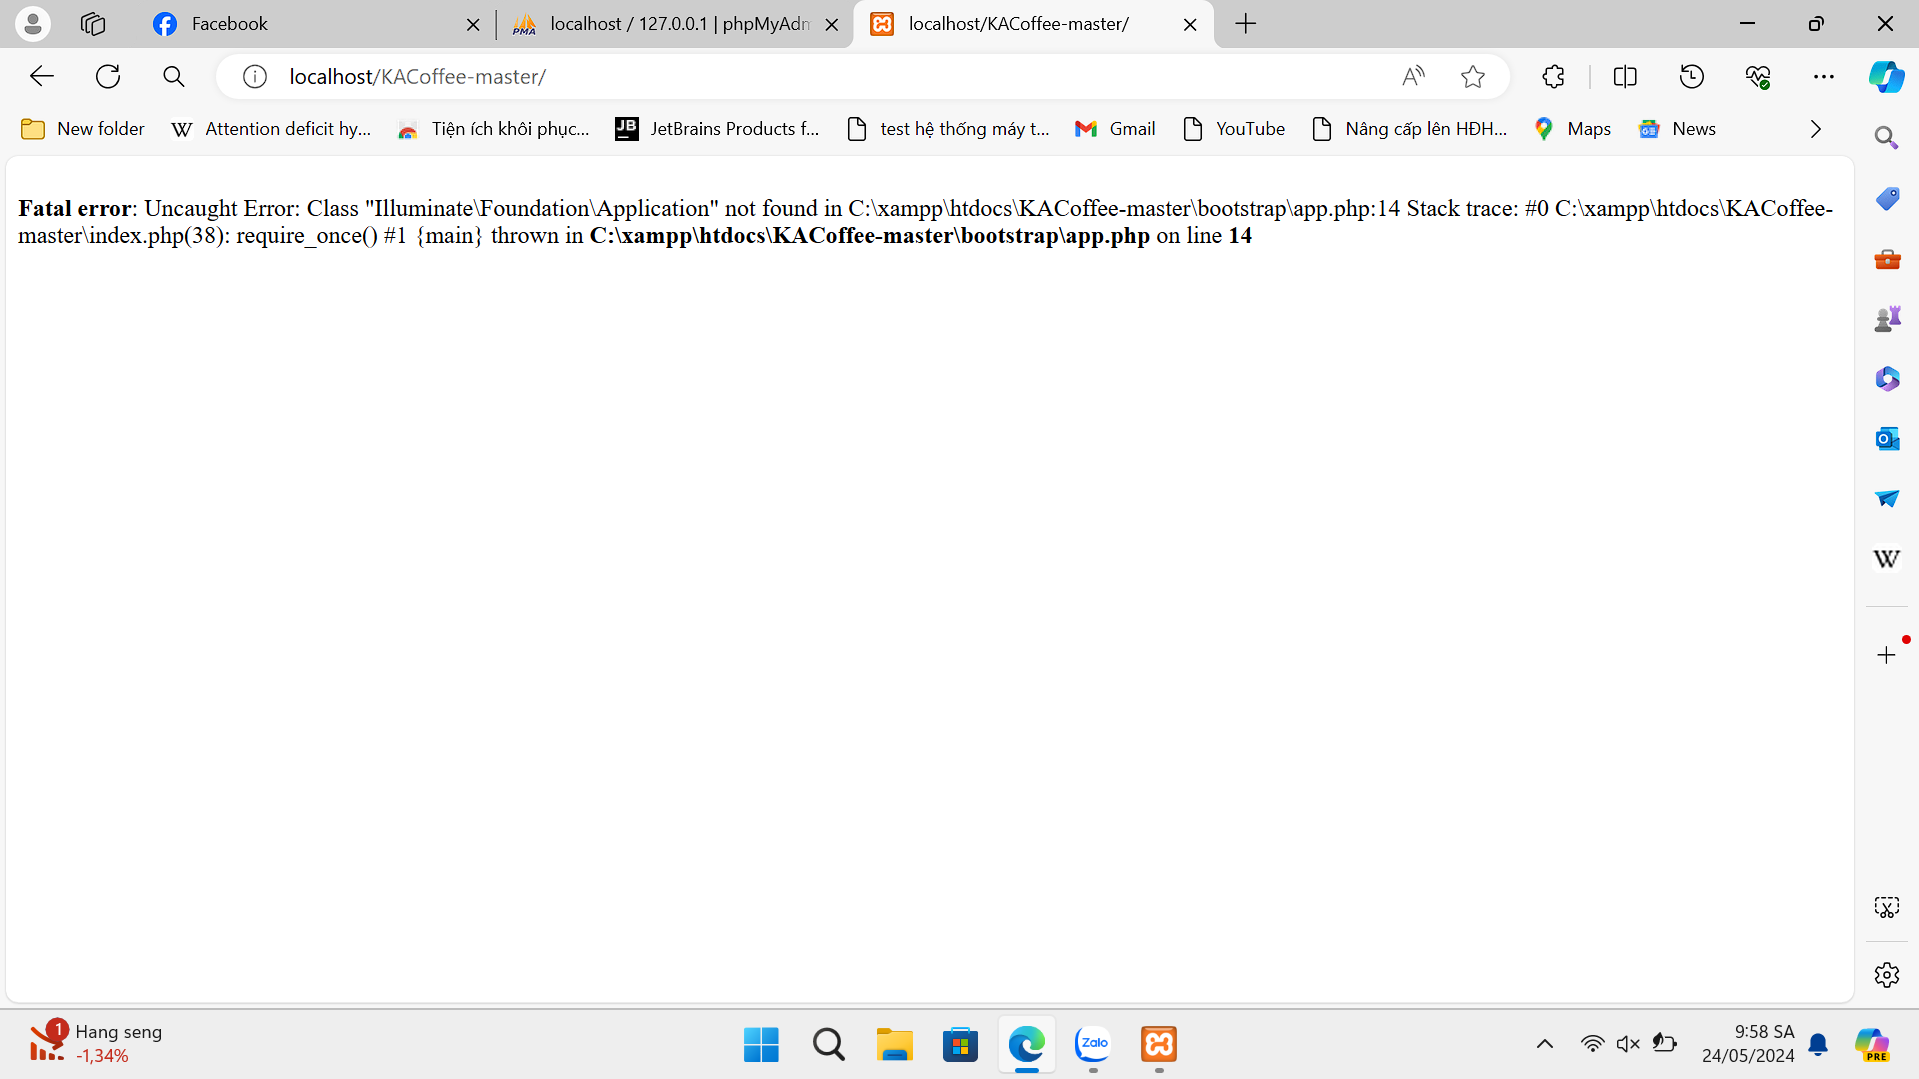 Facebook
localhost / 127.0.0.1 | phpMyAdm
localhost/KACoffee-master/
localhost/KACoffee-master/
New folder
Attention deficit hy...
Tiện ích khôi phục...
JetBrains Products f...
test hệ thống máy t...
Gmail
YouTube
Nâng cấp lên HĐH...
Maps
News
Fatal error: Uncaught Error: Class "Illuminate\Foundation\Application" not found in C:\xampp\htdocs\KACoffee-master\bootstrap\app.php:14 Stack trace: #0 C:\xampp\htdocs\KACoffee-
master\index.php(38): require_once() #1 {main} thrown in C:\xampp\htdocs\KACoffee-master\bootstrap\app.php on line 14
1
Hang seng
-1,34%
Zalo
9:58 SA
24/05/2024
PRE